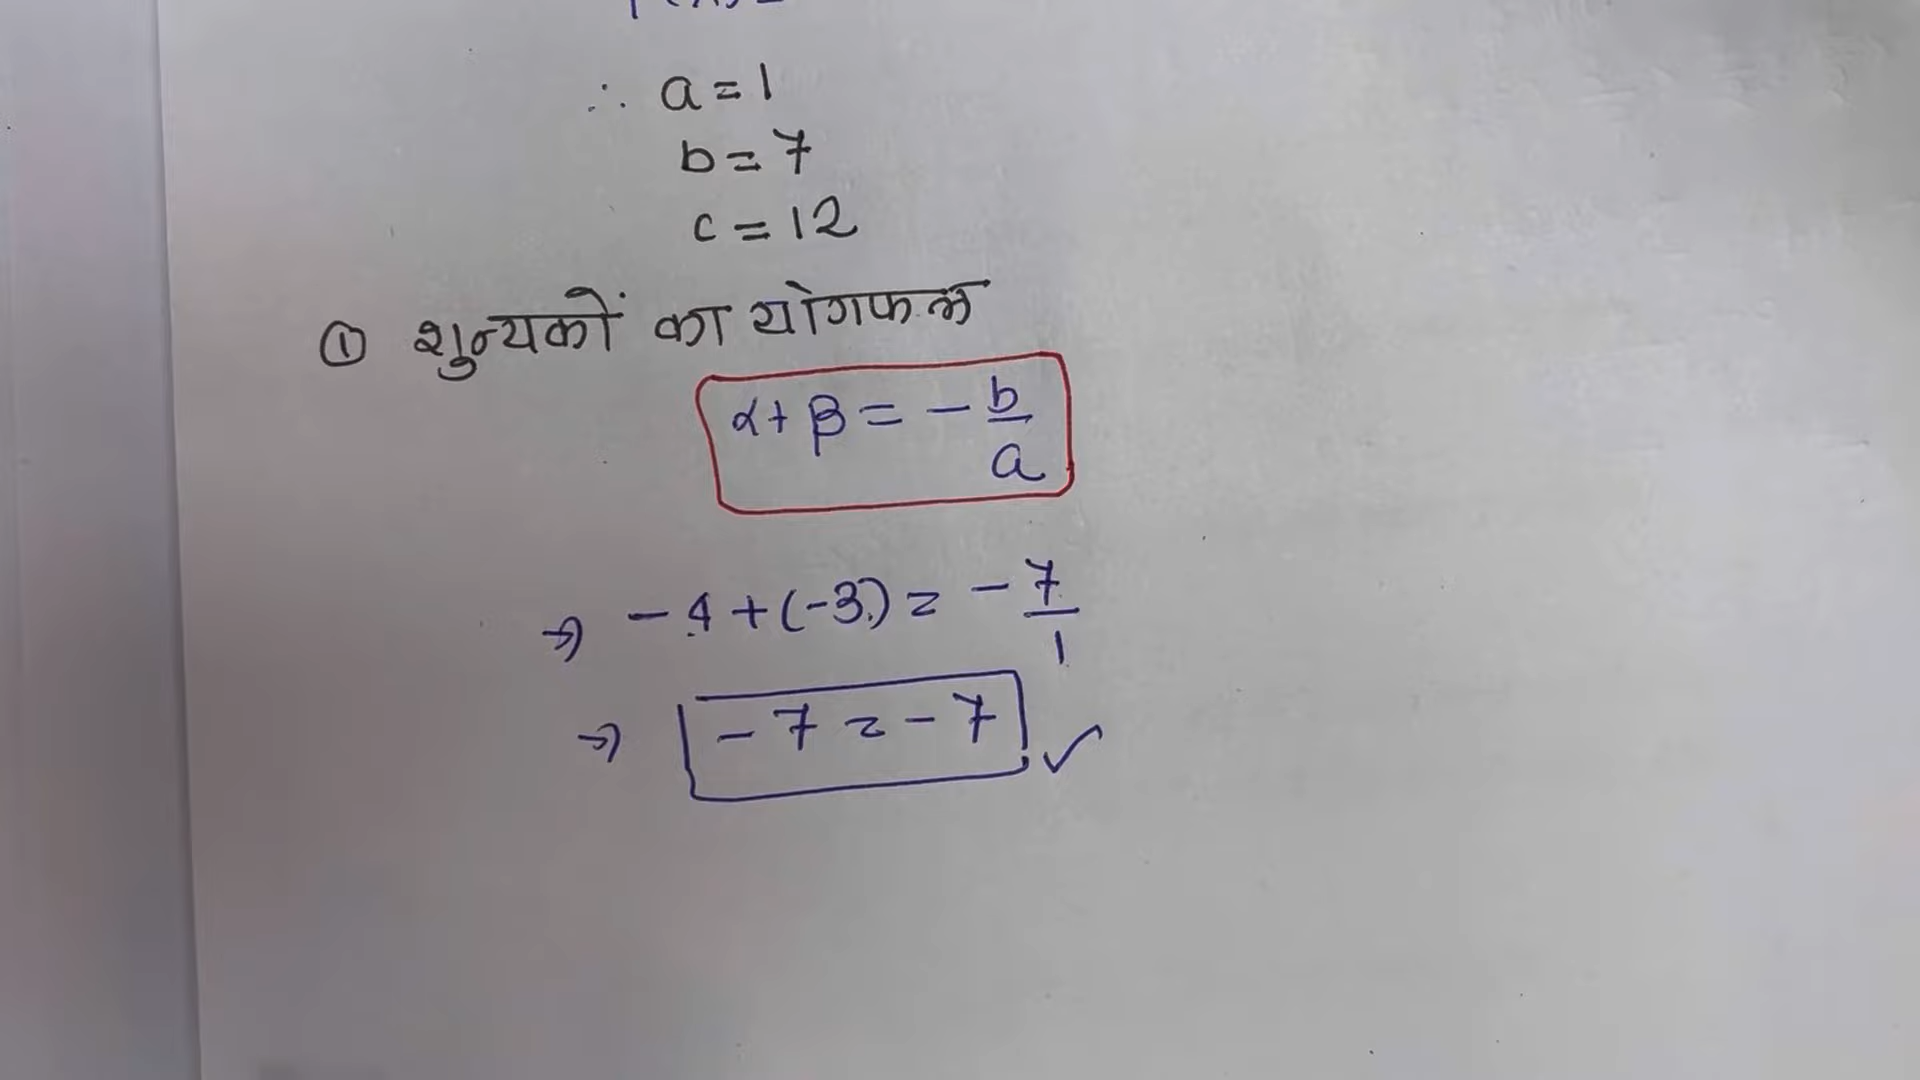 ∴ a = 1
b = 7
c = 12
① शुन्यकों का योगफल
α + β = - b/a
⇒ - 4 + (-3) = - 7/1
⇒ - 7 = - 7 ✓